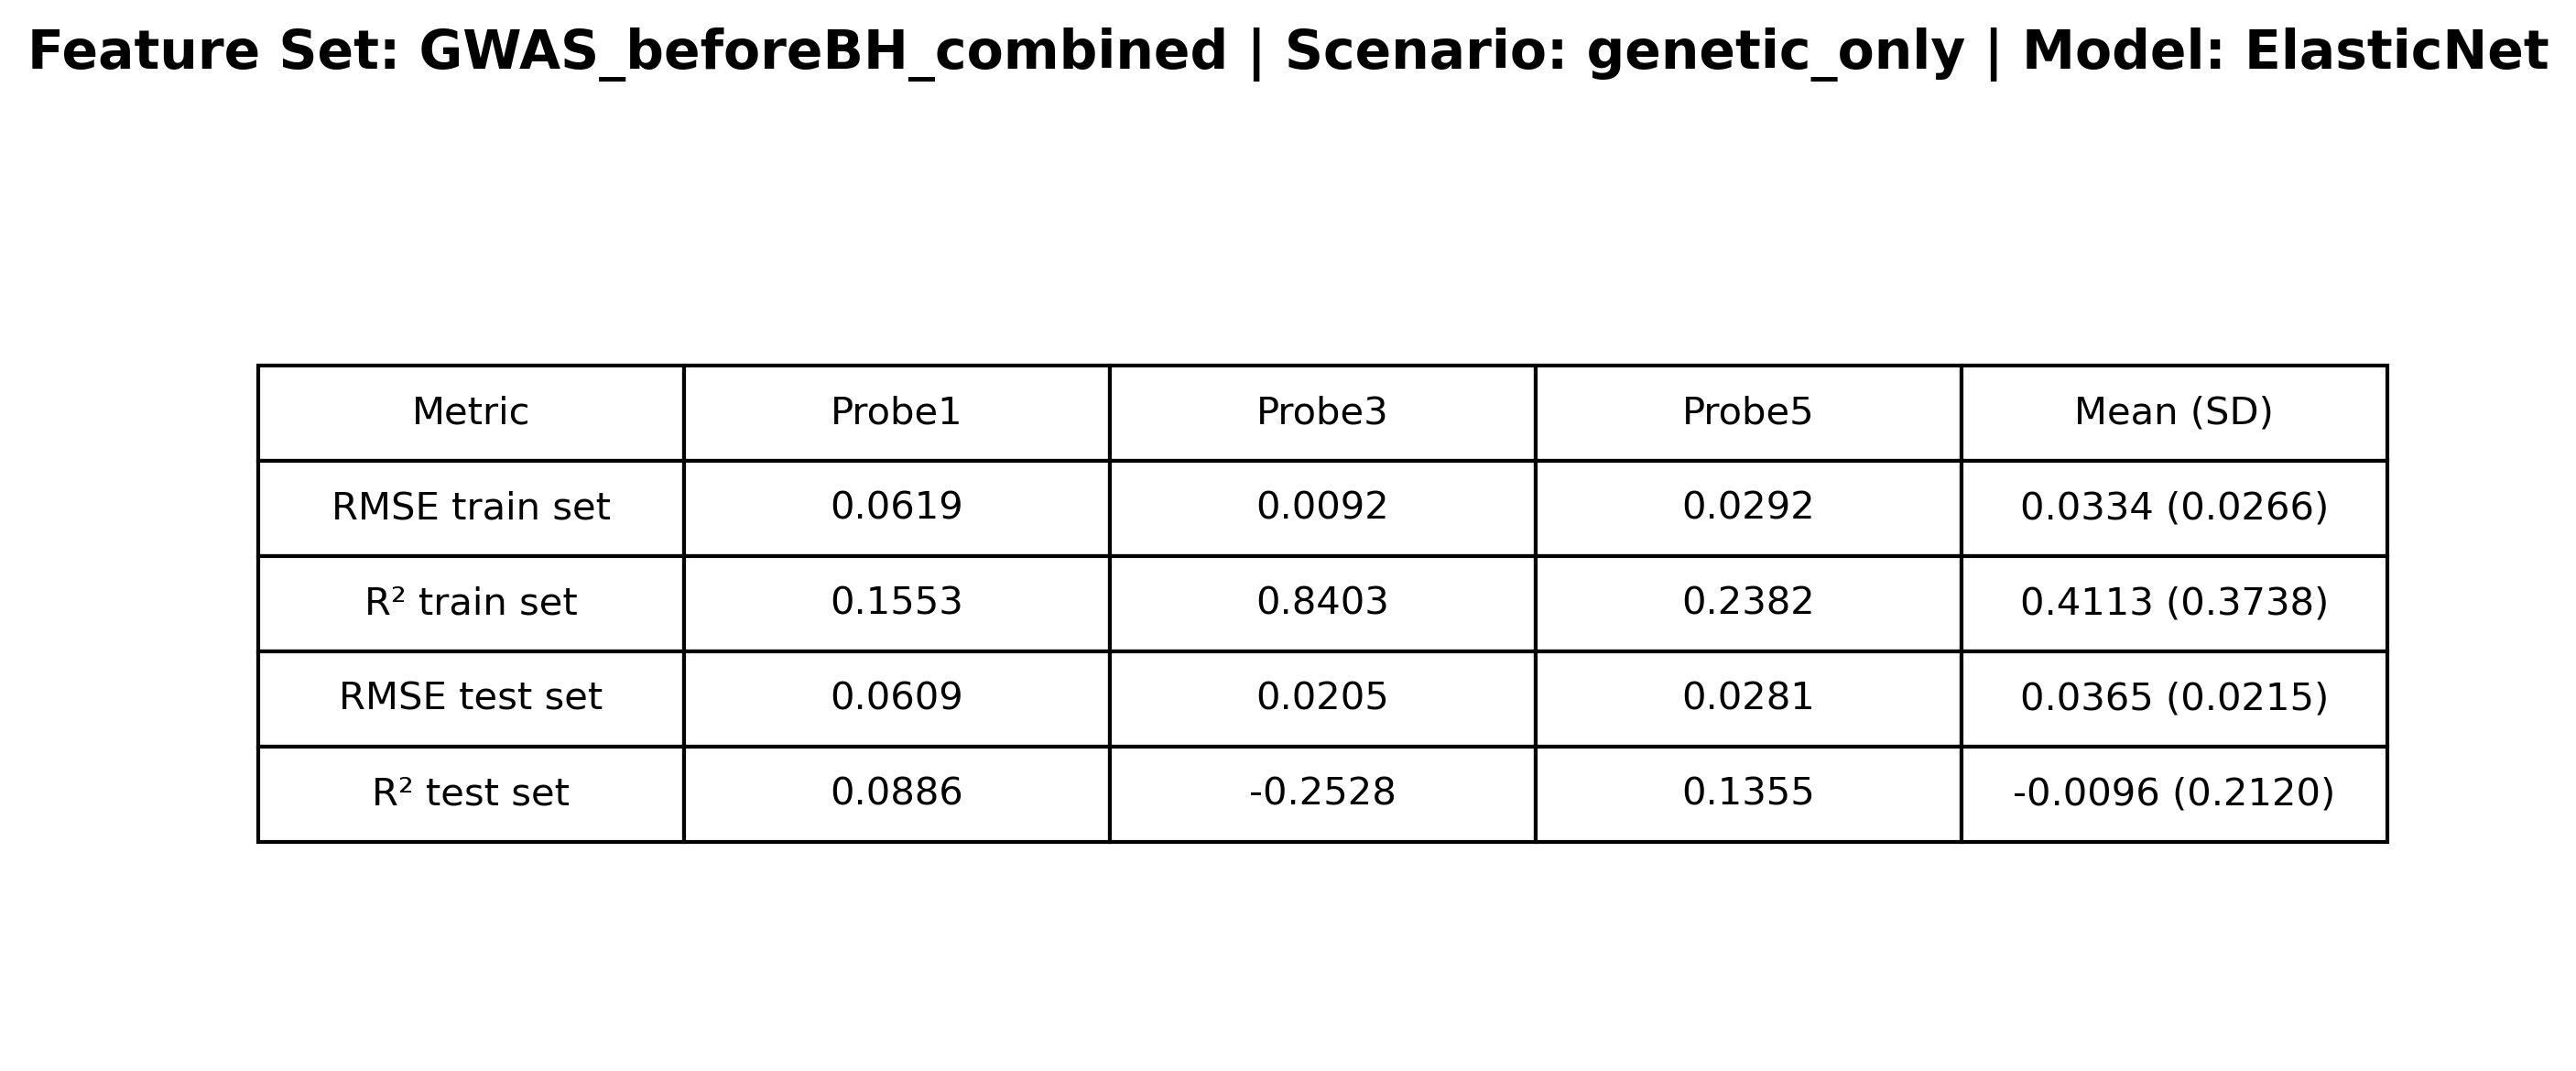 Feature Set: GWAS_beforeBH_combined | Scenario: genetic_only | Model: ElasticNet
Metric Probe1 Probe3 Probe5 Mean (SD)
RMSE train set 0.0619 0.0092 0.0292 0.0334 (0.0266)
R² train set 0.1553 0.8403 0.2382 0.4113 (0.3738)
RMSE test set 0.0609 0.0205 0.0281 0.0365 (0.0215)
R² test set 0.0886 -0.2528 0.1355 -0.0096 (0.2120)